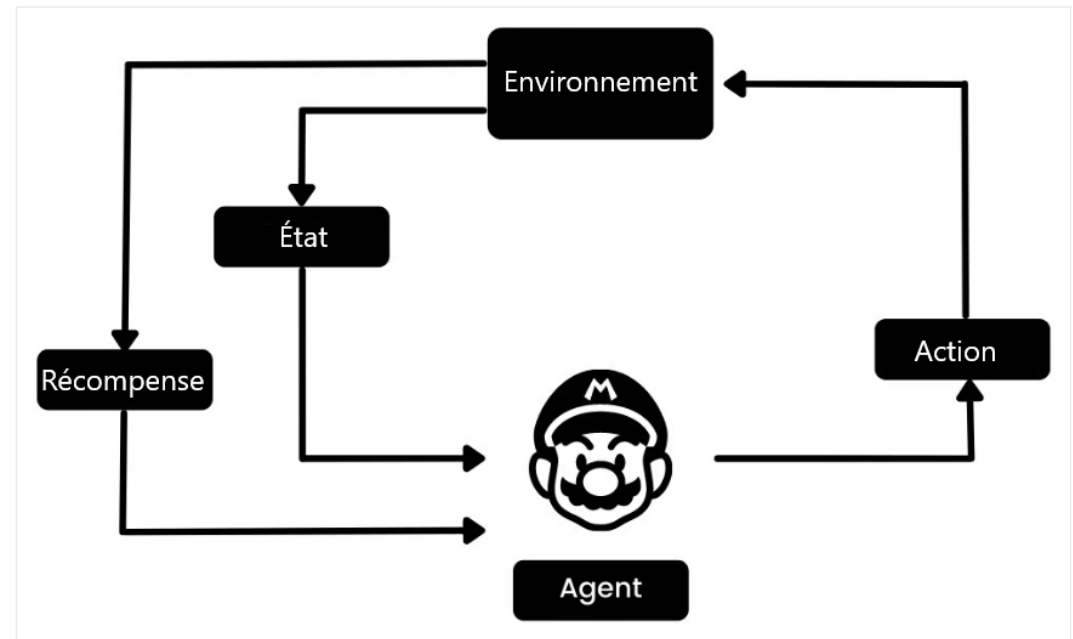 Environnement
État
Action
Récompense
M
Agent